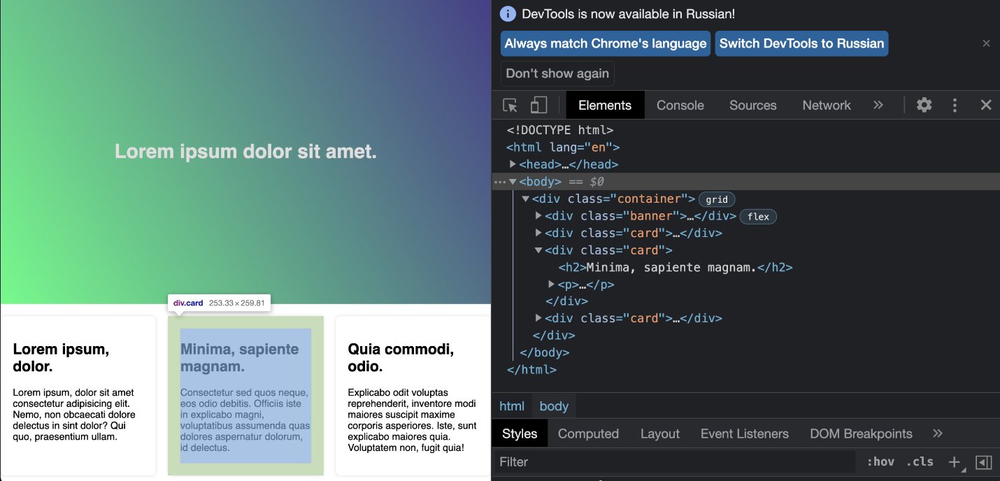 Lorem ipsum dolor sit amet.
div.card 253.33 × 259.81
Lorem ipsum,
dolor.
Lorem ipsum, dolor sit amet
consectetur adipisicing elit.
Nemo, non obcaecati dolore
delectus in sint dolor? Qui
quo, praesentium ullam.
Minima, sapiente
magnam.
Consectetur sed quos neque,
eos odio debitis. Officiis iste
in explicabo magni,
voluptatibus assumenda quas
dolores aspernatur dolorum,
id delectus.
Quia commodi,
odio.
Explicabo odit voluptas
reprehenderit, inventore modi
maiores suscipit maxime
corporis asperiores. Iste, sunt
explicabo maiores quia.
Voluptatem non, fugit quia!
DevTools is now available in Russian!
Always match Chrome's language Switch DevTools to Russian
Don't show again
Elements Console Sources Network
<!DOCTYPE html>
<html lang="en">
<head>…</head>
<body> == $0
<div class="container"> grid
<div class="banner">…</div> flex
<div class="card">…</div>
<div class="card">
<h2>Minima, sapiente magnam.</h2>
<p>…</p>
</div>
<div class="card">…</div>
</div>
</body>
</html>
html body
Styles Computed Layout Event Listeners DOM Breakpoints
Filter :hov .cls